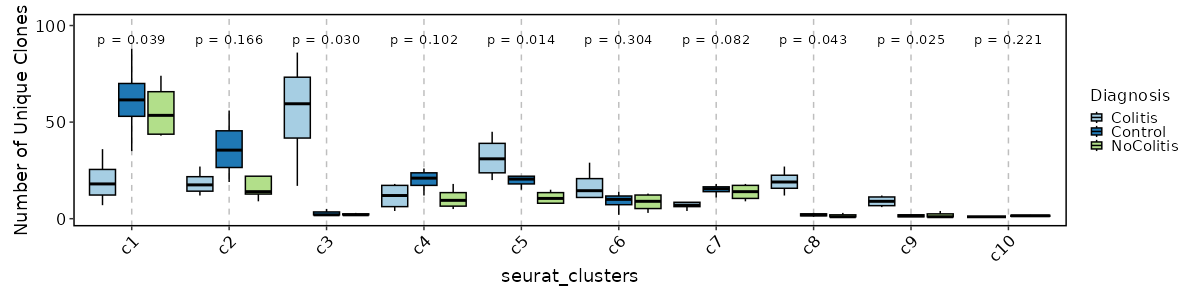 Number of Unique Clones
100
50
0
p = 0.039 p = 0.166 p = 0.030 p = 0.102 p = 0.014 p = 0.304 p = 0.082 p = 0.043 p = 0.025 p = 0.221
c1 c2 c3 c4 c5 c6 c7 c8 c9 c10
seurat_clusters
Diagnosis
Colitis
Control
NoColitis